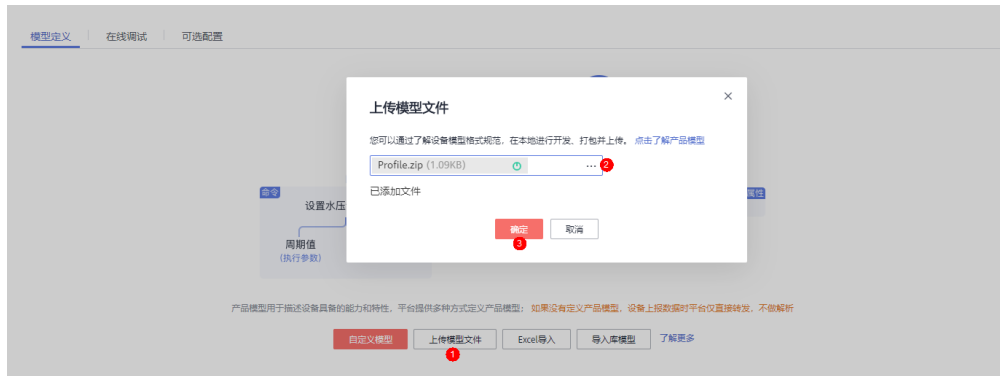 模型定义 在线调试 可选配置
上传模型文件
您可以通过了解设备模型格式规范，在本地进行开发、打包并上传。 点击了解产品模型
Profile.zip (1.09KB) ... 2
已添加文件
命令
属性
设置水压
确定 取消
3
周期值
(执行参数)
产品模型用于描述设备具备的能力和特性，平台提供多种方式定义产品模型；如果没有定义产品模型，设备上报数据时平台仅直接转发，不做解析
自定义模型 上传模型文件 Excel导入 导入库模型 了解更多
1